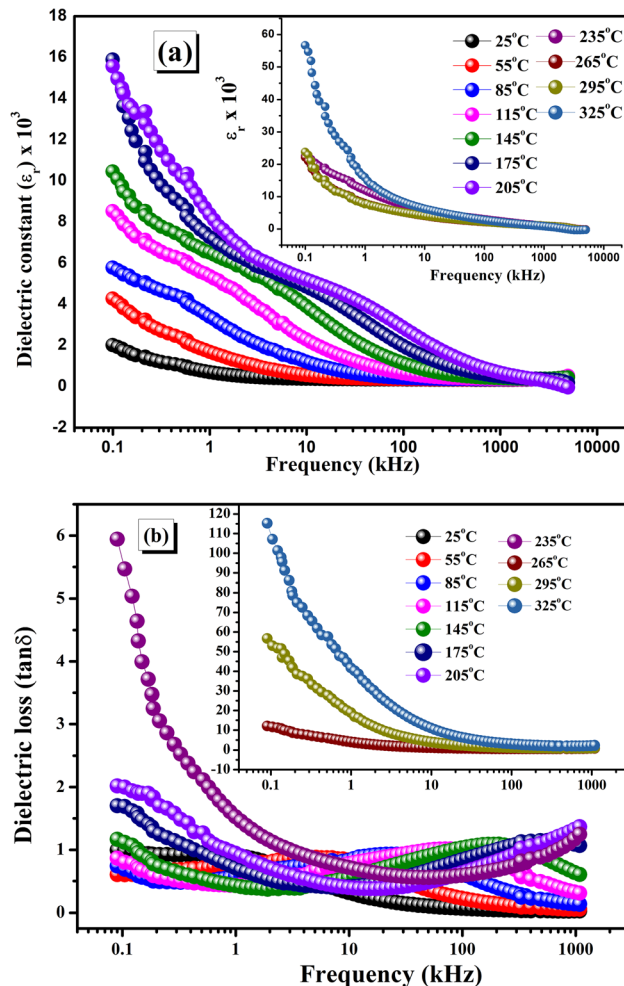 (a)
Dielectric constant (εr) x 10³
18
16
14
12
10
8
6
4
2
0
-2
0.1 1 10 100 1000 10000
Frequency (kHz)
25°C
55°C
85°C
115°C
145°C
175°C
205°C
235°C
265°C
295°C
325°C
εr x 10³
60
50
40
30
20
10
0
0.1 1 10 100 1000 10000
Frequency (kHz)
(b)
Dielectric loss (tanδ)
6
5
4
3
2
1
0
0.1 1 10 100 1000
Frequency (kHz)
120
110
100
90
80
70
60
50
40
30
20
10
0
-10
0.1 1 10 100 1000
25°C
55°C
85°C
115°C
145°C
175°C
205°C
235°C
265°C
295°C
325°C